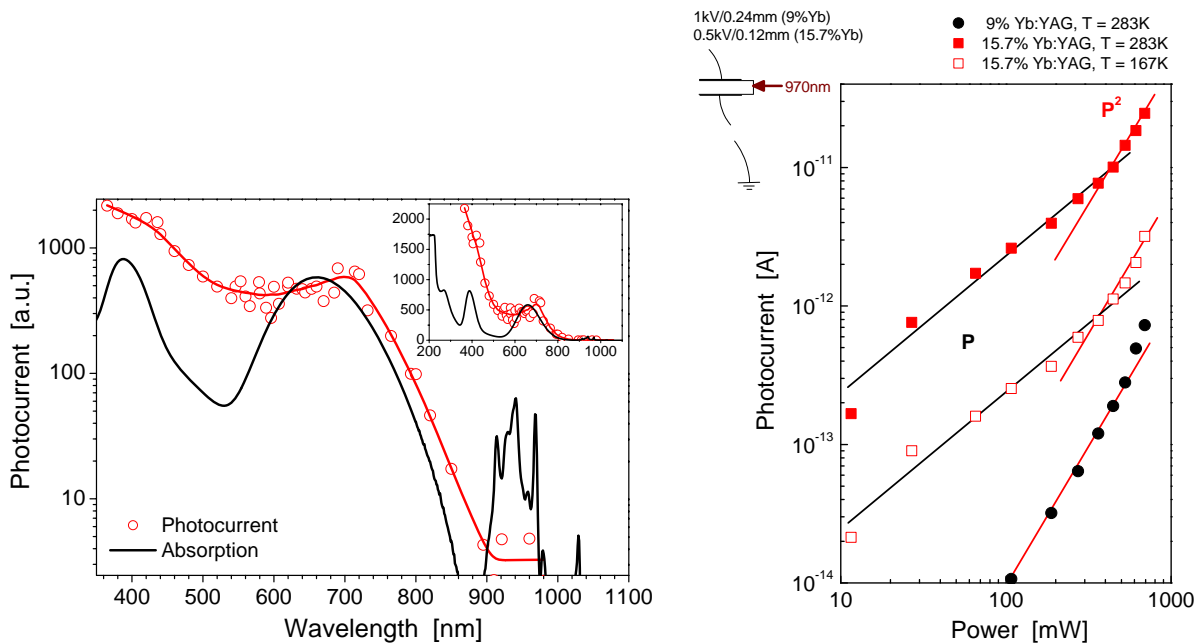 1kV/0.24mm (9%Yb)
0.5kV/0.12mm (15.7%Yb)
970nm
9% Yb:YAG, T = 283K
15.7% Yb:YAG, T = 283K
15.7% Yb:YAG, T = 167K
Photocurrent [a.u.]
1000
100
10
400 500 600 700 800 900 1000 1100
Wavelength [nm]
Photocurrent
Absorption
2000
1500
1000
500
0
200 400 600 800 1000
Photocurrent [A]
10⁻¹¹
10⁻¹²
10⁻¹³
10⁻¹⁴
P²
P
10 100 1000
Power [mW]